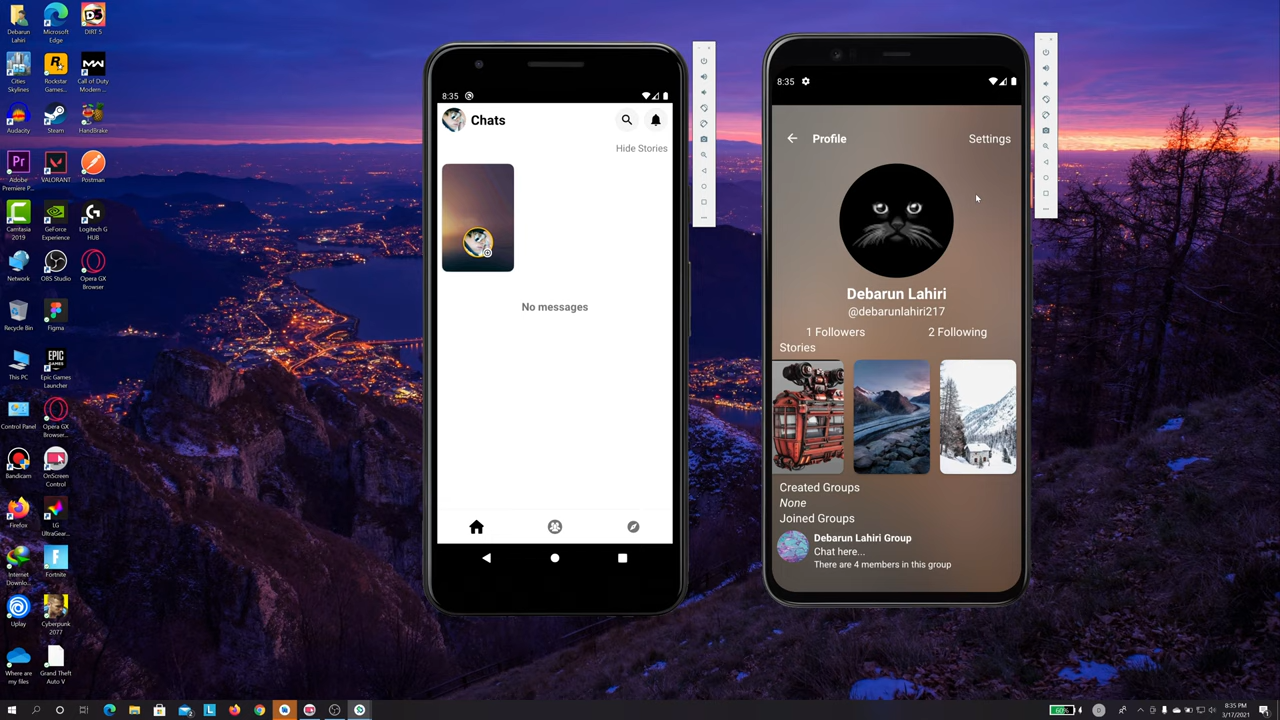 Debarun
Lahiri
Microsoft
Edge
DIRT 5
Cities
Skylines
Rockstar
Games...
Call of Duty
Modern ...
Audacity
Steam
HandBrake
Adobe
Premiere P...
VALORANT
Postman
Camtasia
2019
GeForce
Experience
Logitech G
HUB
Network
OBS Studio
Opera GX
Browser
Recycle Bin
Figma
This PC
Epic Games
Launcher
Control Panel
Opera GX
Browser...
Bandicam
OnScreen
Control
Firefox
LG
UltraGear...
Internet
Downlo...
Fortnite
Uplay
Cyberpunk
2077
Where are
my files
Grand Theft
Auto V
8:35
Chats
Hide Stories
No messages
8:35
Profile
Settings
Debarun Lahiri
@debarunlahiri217
1 Followers
2 Following
Stories
Created Groups
None
Joined Groups
Debarun Lahiri Group
Chat here...
There are 4 members in this group
60%
8:35 PM
3/17/2021